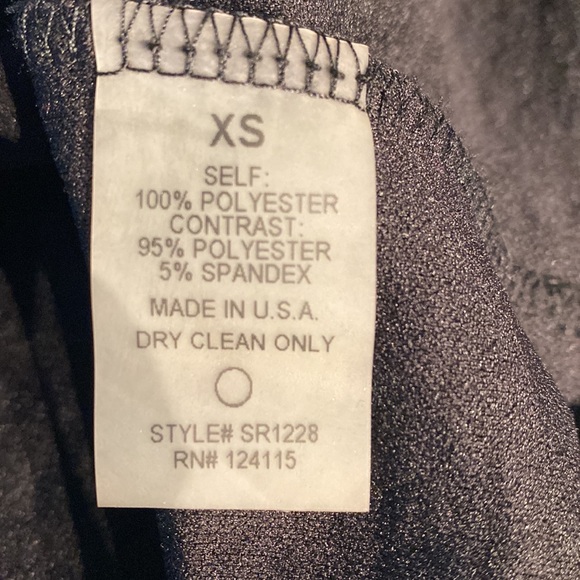 XS
SELF:
100% POLYESTER
CONTRAST:
95% POLYESTER
5% SPANDEX
MADE IN U.S.A.
DRY CLEAN ONLY
STYLE# SR1228
RN# 124115